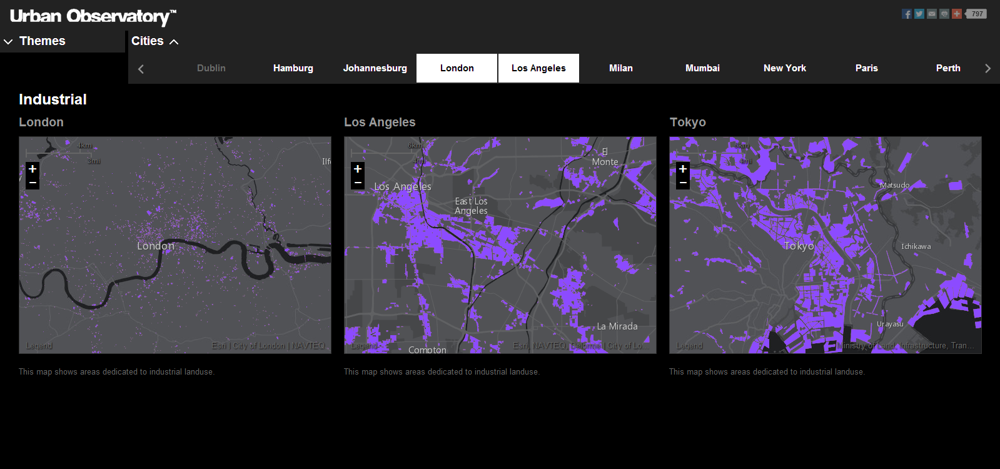 Urban Observatory™
797
Themes
Cities
Dublin
Hamburg
Johannesburg
London
Los Angeles
Milan
Mumbai
New York
Paris
Perth
Industrial
London
4km
3mi
+
−
London
Legend
Esri | City of London | NAVTEQ
This map shows areas dedicated to industrial landuse.
Los Angeles
6km
+
−
El
Monte
Los Angeles
East Los
Angeles
La Mirada
Compton
Legend
Esri, NAVTEQ, DeLorme | City of Lo...
This map shows areas dedicated to industrial landuse.
Tokyo
6km
4mi
+
−
Matsudo
Tokyo
Ichikawa
Urayasu
Legend
Ministry of Land, Infrastructure, Tran...
This map shows areas dedicated to industrial landuse.